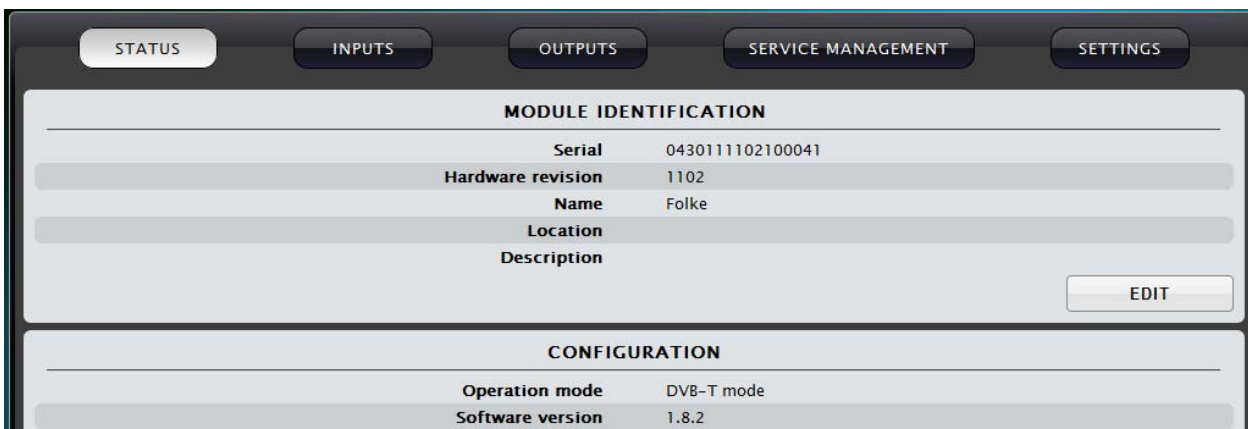 STATUS INPUTS OUTPUTS SERVICE MANAGEMENT SETTINGS
MODULE IDENTIFICATION
Serial 0430111102100041
Hardware revision 1102
Name Folke
Location
Description
EDIT
CONFIGURATION
Operation mode DVB-T mode
Software version 1.8.2